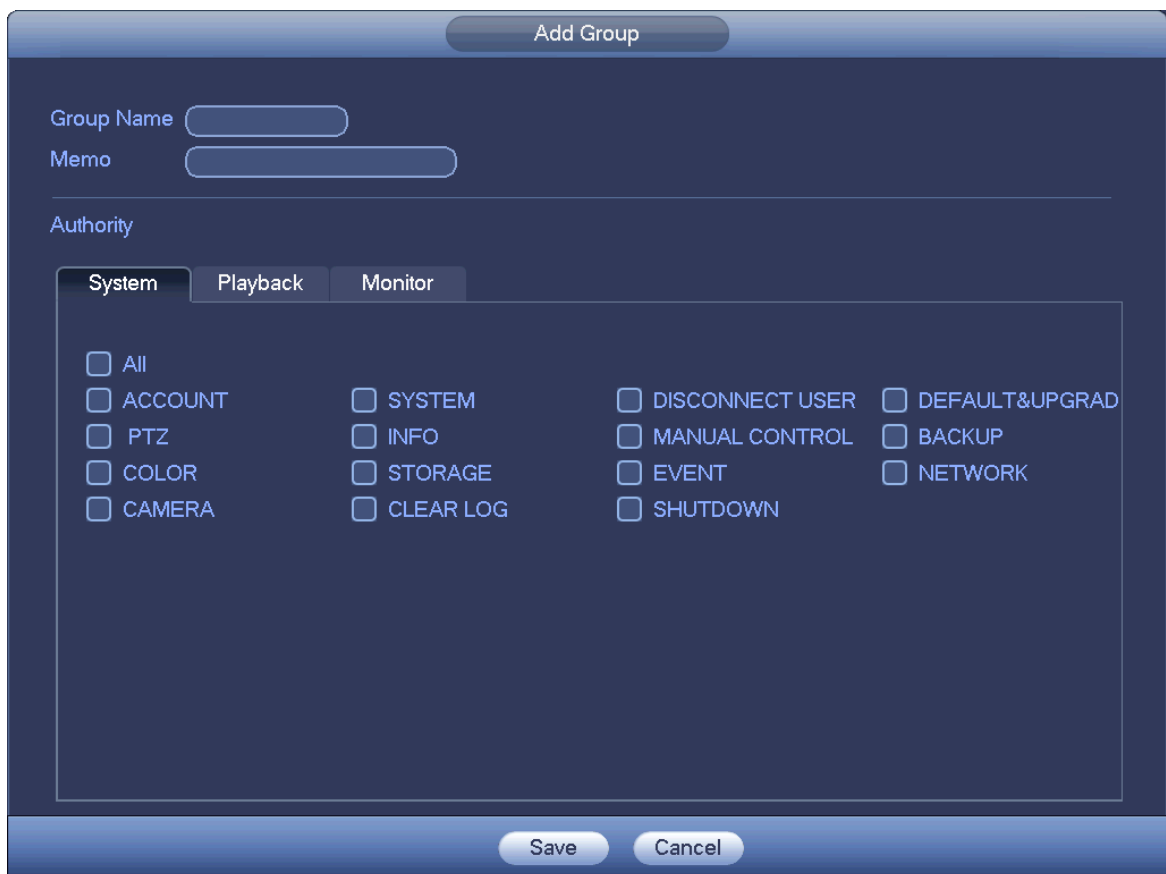 Add Group
Group Name
Memo
Authority
System Playback Monitor
All
ACCOUNT SYSTEM DISCONNECT USER DEFAULT&UPGRAD
PTZ INFO MANUAL CONTROL BACKUP
COLOR STORAGE EVENT NETWORK
CAMERA CLEAR LOG SHUTDOWN
Save Cancel